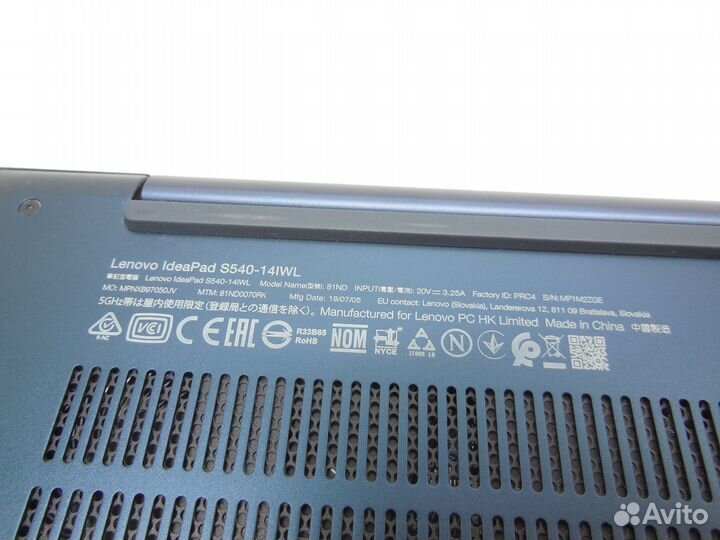 Lenovo IdeaPad S540-14IWL
筆記型電腦 Lenovo IdeaPad S540-14IWL Model Name(型號): 81ND INPUT(電壓/電流): 20V⎓3.25A Factory ID: PRC4 S/N: MP1M2ZGE
MO: MPNXB97050JV MTM: 81ND0070RK Mfg Date: 19/07/05 EU contact: Lenovo (Slovakia), Landererova 12, 811 09 Bratislava, Slovakia
5GHz帯は屋内使用限定(登録局との通信を除く)。 Manufactured for Lenovo PC HK Limited Made in China 中國製造
R-NZ VCI CE EAC R33B65 RoHS NOM NYCE
Avito